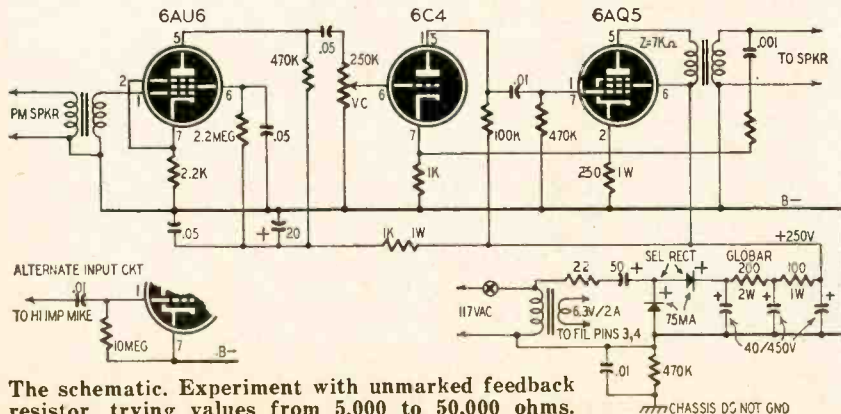 6AU6 6C4 6AQ5
5 .05 1 5 5 Z=7KΩ .001
470K 250K .01 TO SPKR
2 1 6 6 1 7 6
PM SPKR VC
2.2MEG .05 100K 470K
7 7 2
2.2K 1K 250 1W
B-
.05 + 20 1K 1W
+250V
ALTERNATE INPUT CKT
SEL RECT GLOBAR
22 50 + + 200 100
.01 1
TO HI IMP MIKE 117VAC 6.3V/2A 2W 1W
+ + + +
10MEG 7 TO FIL PINS 3,4 75MA 40/450V
B-
.01 470K
The schematic. Experiment with unmarked feedback
resistor, trying values from 5,000 to 50,000 ohms.
CHASSIS DO NOT GND